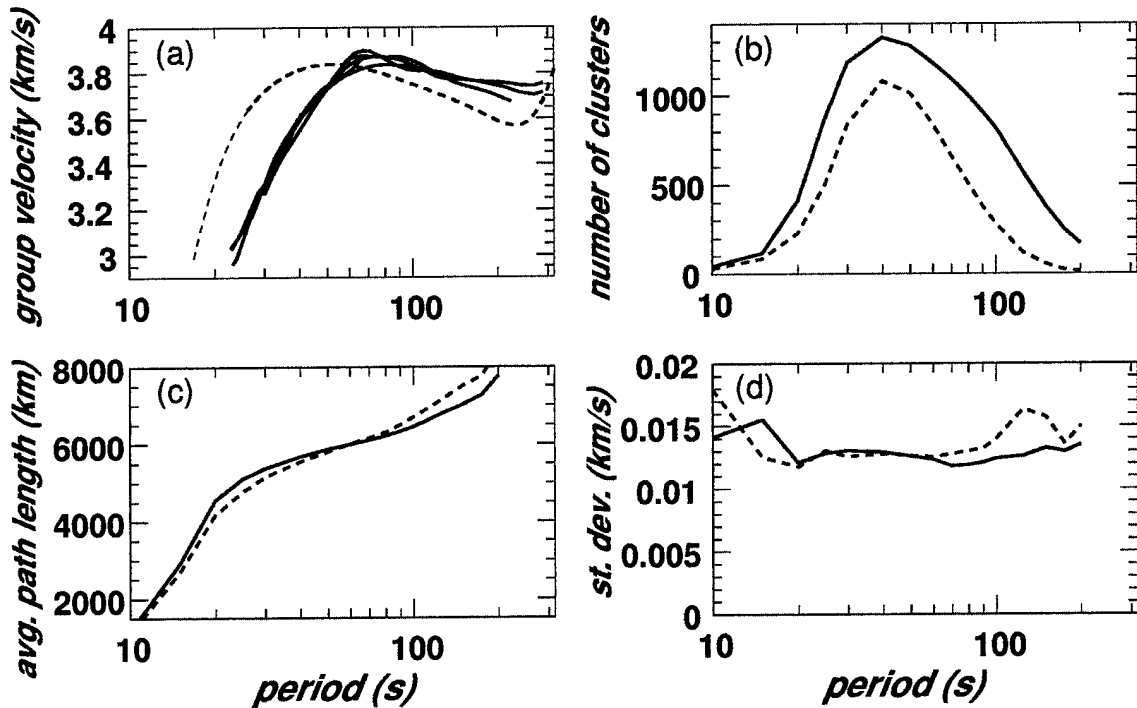 group velocity (km/s)
4
3.8
3.6
3.4
3.2
3
(a)
10
100
number of clusters
1000
500
0
(b)
10
100
avg. path length (km)
8000
6000
4000
2000
(c)
10
100
period (s)
st. dev. (km/s)
0.02
0.015
0.01
0.005
0
(d)
10
100
period (s)